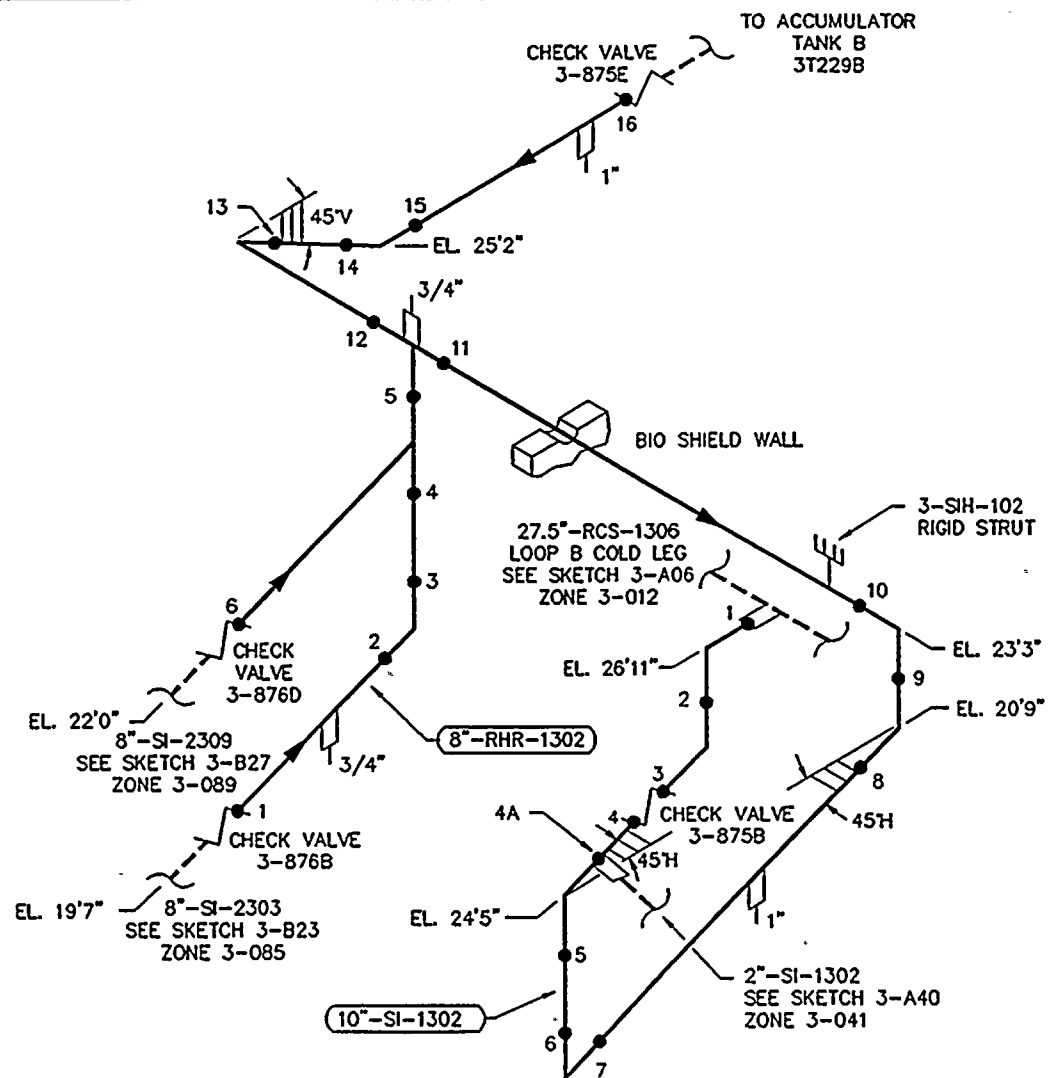 TO ACCUMULATOR
TANK B
3T229B
CHECK VALVE
3-875E
16
1"
15
13
45°V
14
EL. 25'2"
3/4"
12
11
5
BIO SHIELD WALL
4
3-SIH-102
RIGID STRUT
27.5"-RCS-1306
LOOP B COLD LEG
SEE SKETCH 3-A06
ZONE 3-012
3
10
6
1
CHECK
VALVE
3-876D
2
EL. 26'11"
EL. 23'3"
9
2
EL. 22'0"
EL. 20'9"
8"-SI-2309
SEE SKETCH 3-B27
ZONE 3-089
8"-RHR-1302
3/4"
3
8
1
4A
4
CHECK VALVE
3-875B
45°H
45°H
CHECK VALVE
3-876B
EL. 19'7"
8"-SI-2303
SEE SKETCH 3-B23
ZONE 3-085
EL. 24'5"
1"
5
2"-SI-1302
SEE SKETCH 3-A40
ZONE 3-041
10"-SI-1302
6
7